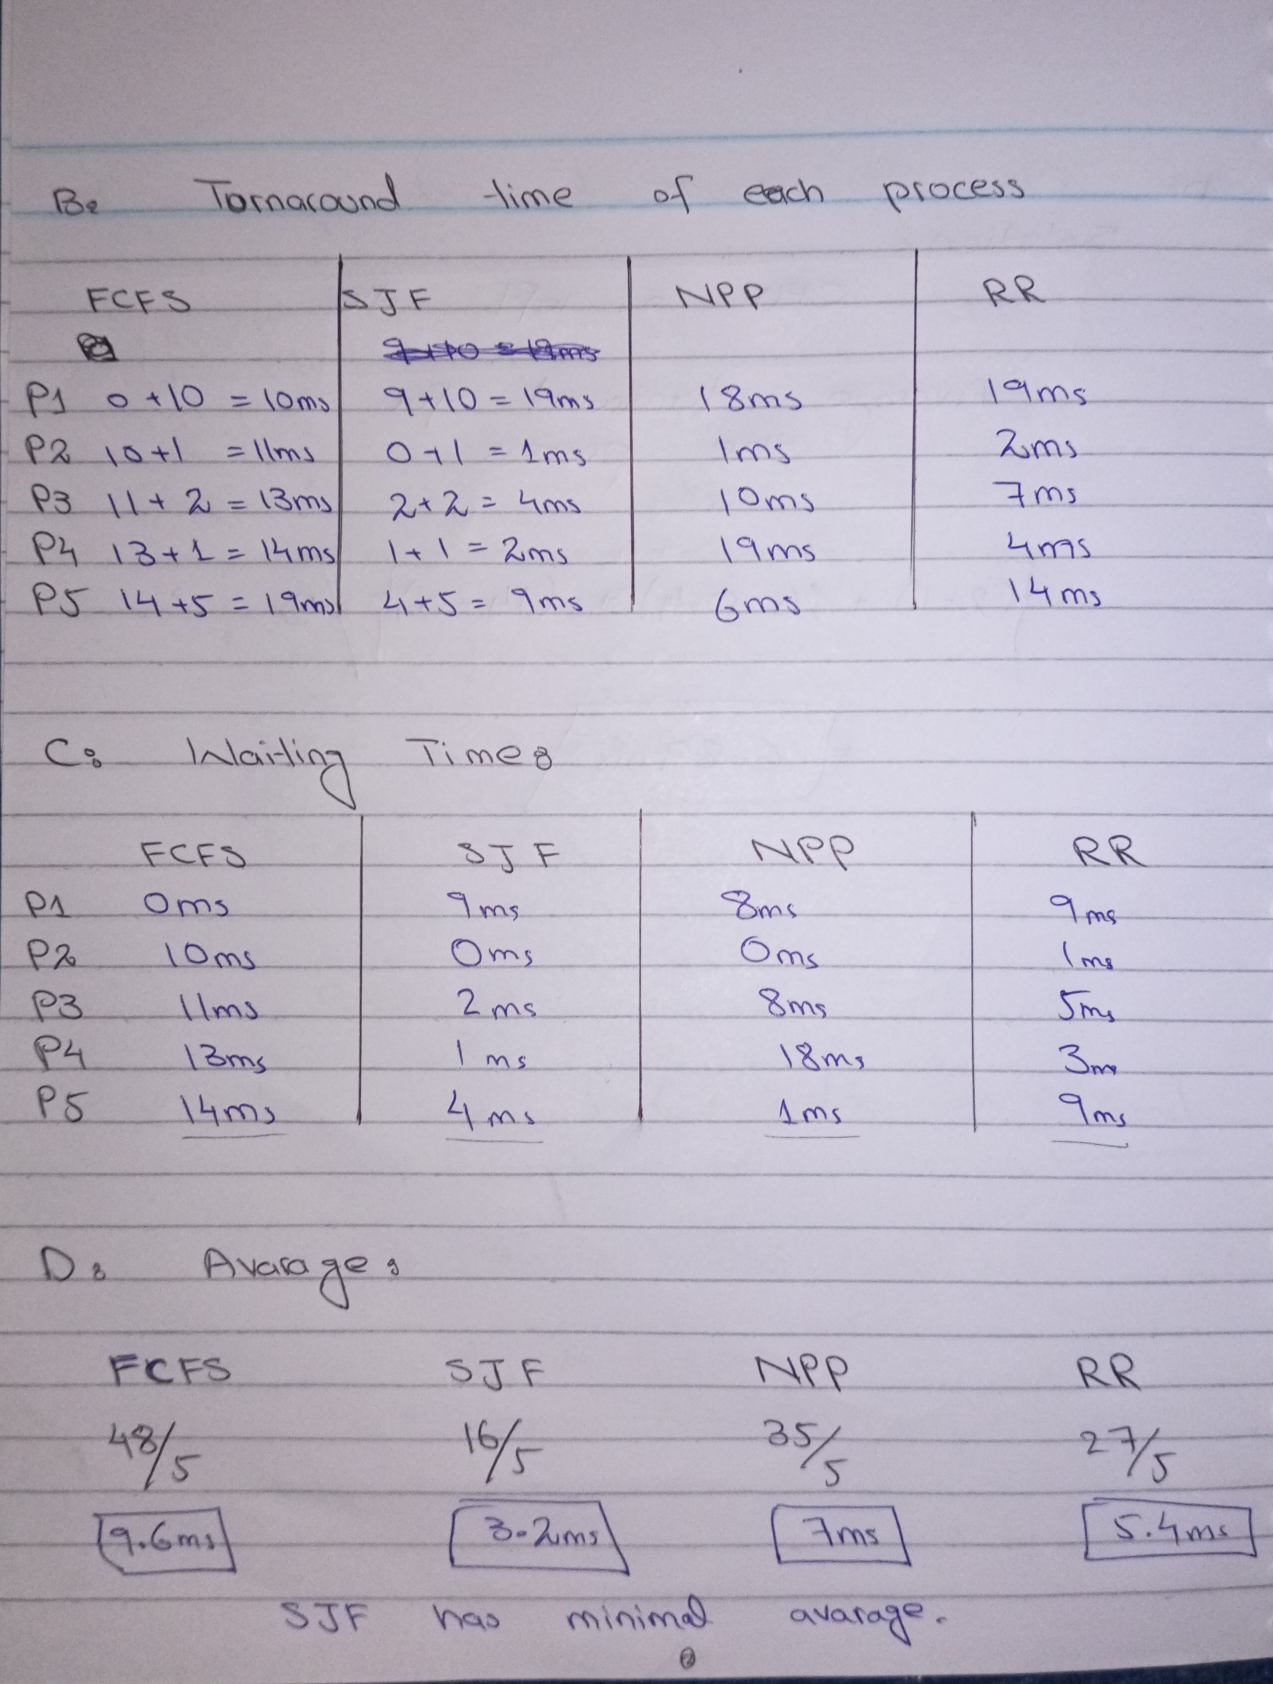 B: Tornaround time of each process
FCFS SJF NPP RR
P1 0+10 = 10ms 9+10 = 19ms 18ms 19ms
P2 10+1 = 11ms 0+1 = 1ms 1ms 2ms
P3 11+2 = 13ms 2+2 = 4ms 10ms 7ms
P4 13+1 = 14ms 1+1 = 2ms 19ms 4ms
P5 14+5 = 19ms 4+5 = 9ms 6ms 14ms
C: Waiting Time:
FCFS SJF NPP RR
P1 0ms 9ms 8ms 9ms
P2 10ms 0ms 0ms 1ms
P3 11ms 2ms 8ms 5ms
P4 13ms 1ms 18ms 3m
P5 14ms 4ms 1ms 9ms
D: Avarage:
FCFS SJF NPP RR
48/5 16/5 35/5 27/5
9.6ms 3.2ms 7ms 5.4ms
SJF has minimal avarage.